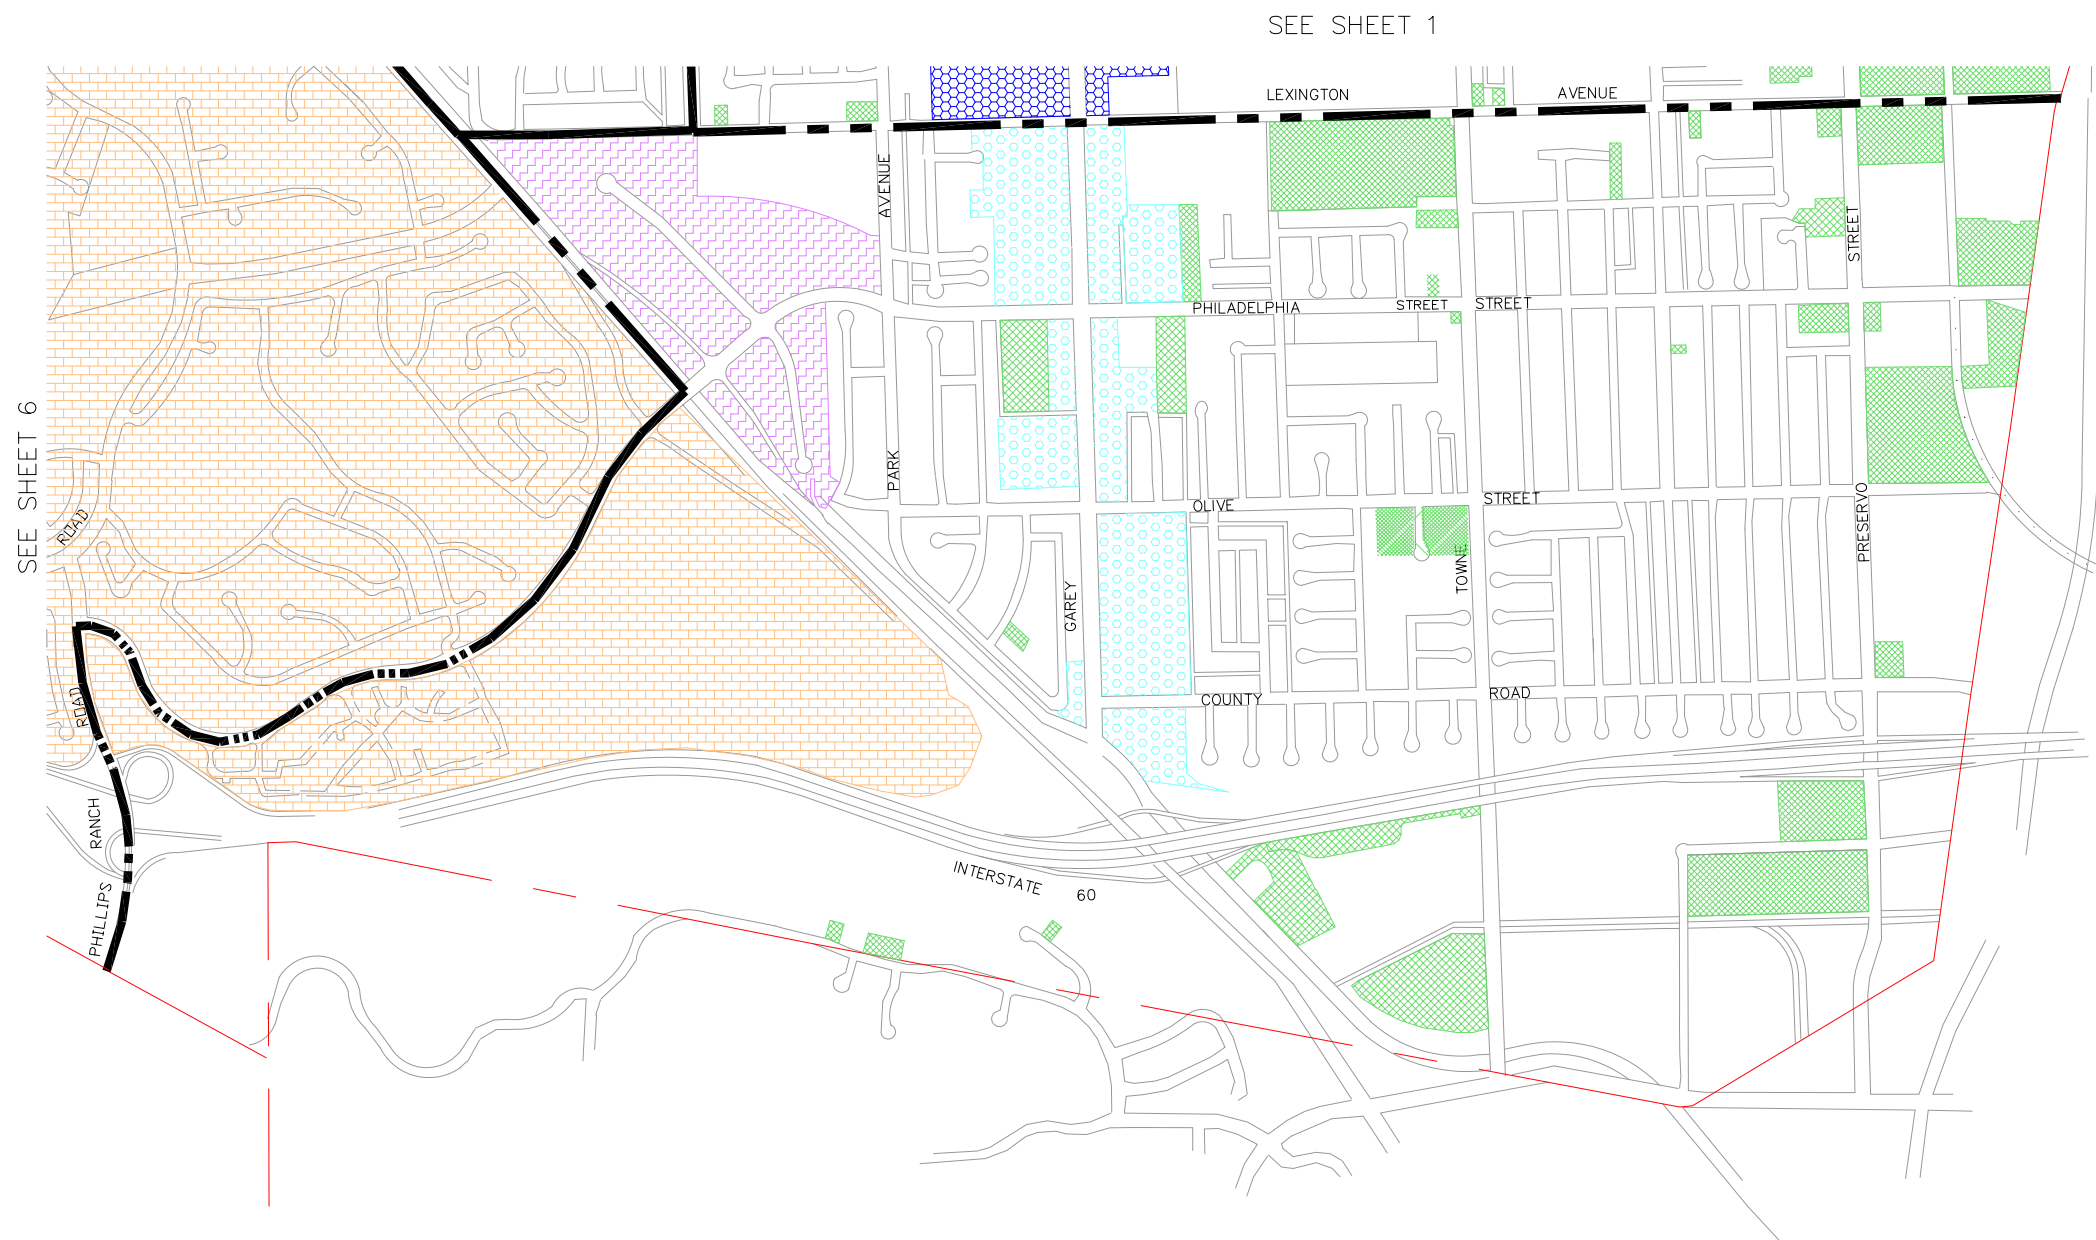 SEE SHEET 1
LEXINGTON AVENUE
AVENUE
STREET
PHILADELPHIA STREET STREET
SEE SHEET 6
PARK
OLIVE STREET
ROAD
PRESERVO
TOWNE
GAREY
ROAD
COUNTY ROAD
RANCH
PHILLIPS
INTERSTATE 60